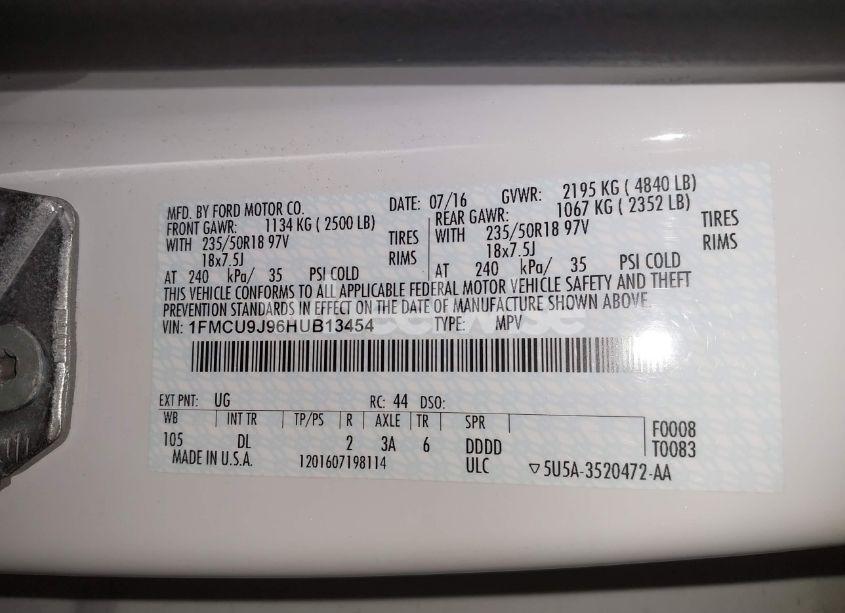 MFD. BY FORD MOTOR CO. DATE: 07/16 GVWR: 2195 KG ( 4840 LB)
FRONT GAWR: 1134 KG ( 2500 LB) REAR GAWR: 1067 KG ( 2352 LB)
WITH 235/50R18 97V TIRES WITH 235/50R18 97V TIRES
18x7.5J RIMS 18x7.5J RIMS
AT 240 kPa/ 35 PSI COLD AT 240 kPa/ 35 PSI COLD
THIS VEHICLE CONFORMS TO ALL APPLICABLE FEDERAL MOTOR VEHICLE SAFETY AND THEFT
PREVENTION STANDARDS IN EFFECT ON THE DATE OF MANUFACTURE SHOWN ABOVE.
VIN: 1FMCU9J96HUB13454 TYPE: MPV
EXT PNT: UG RC: 44 DSO:
WB INT TR TP/PS R AXLE TR SPR F0008
105 DL 2 3A 6 DDDD T0083
MADE IN U.S.A. 1201607198114 ULC ▽5U5A-3520472-AA